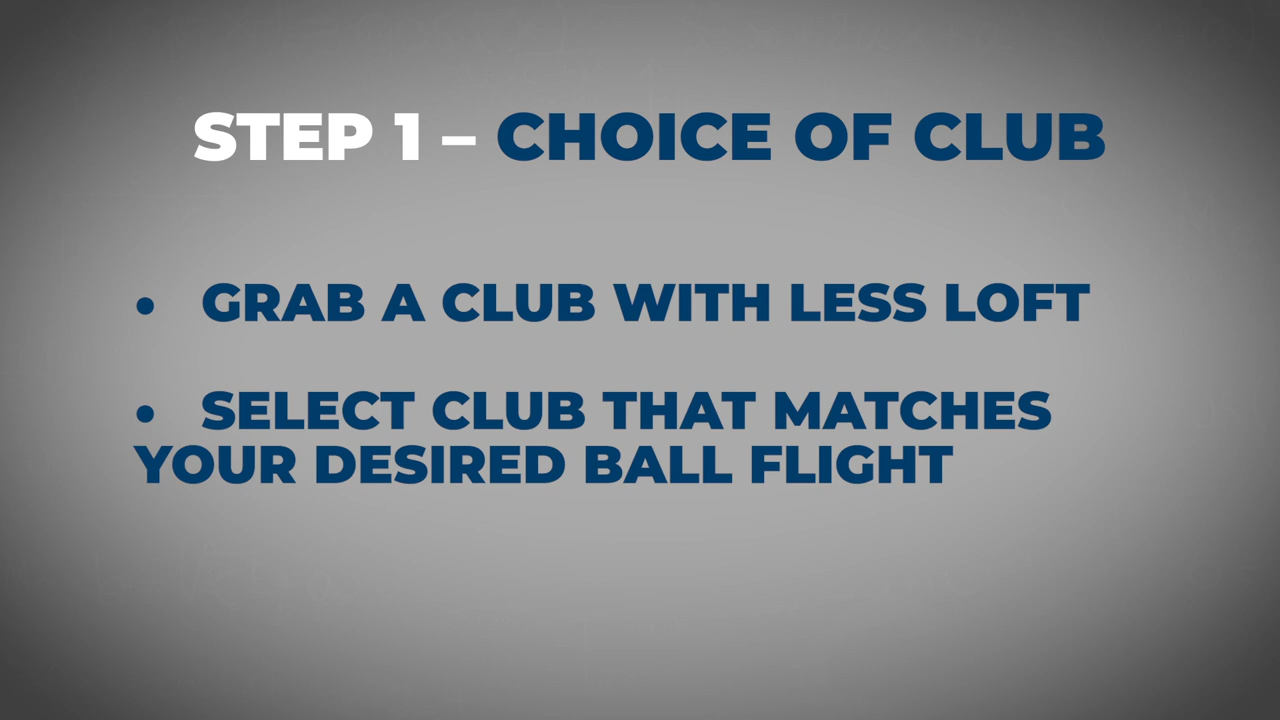 STEP 1 – CHOICE OF CLUB
• GRAB A CLUB WITH LESS LOFT
• SELECT CLUB THAT MATCHES
YOUR DESIRED BALL FLIGHT